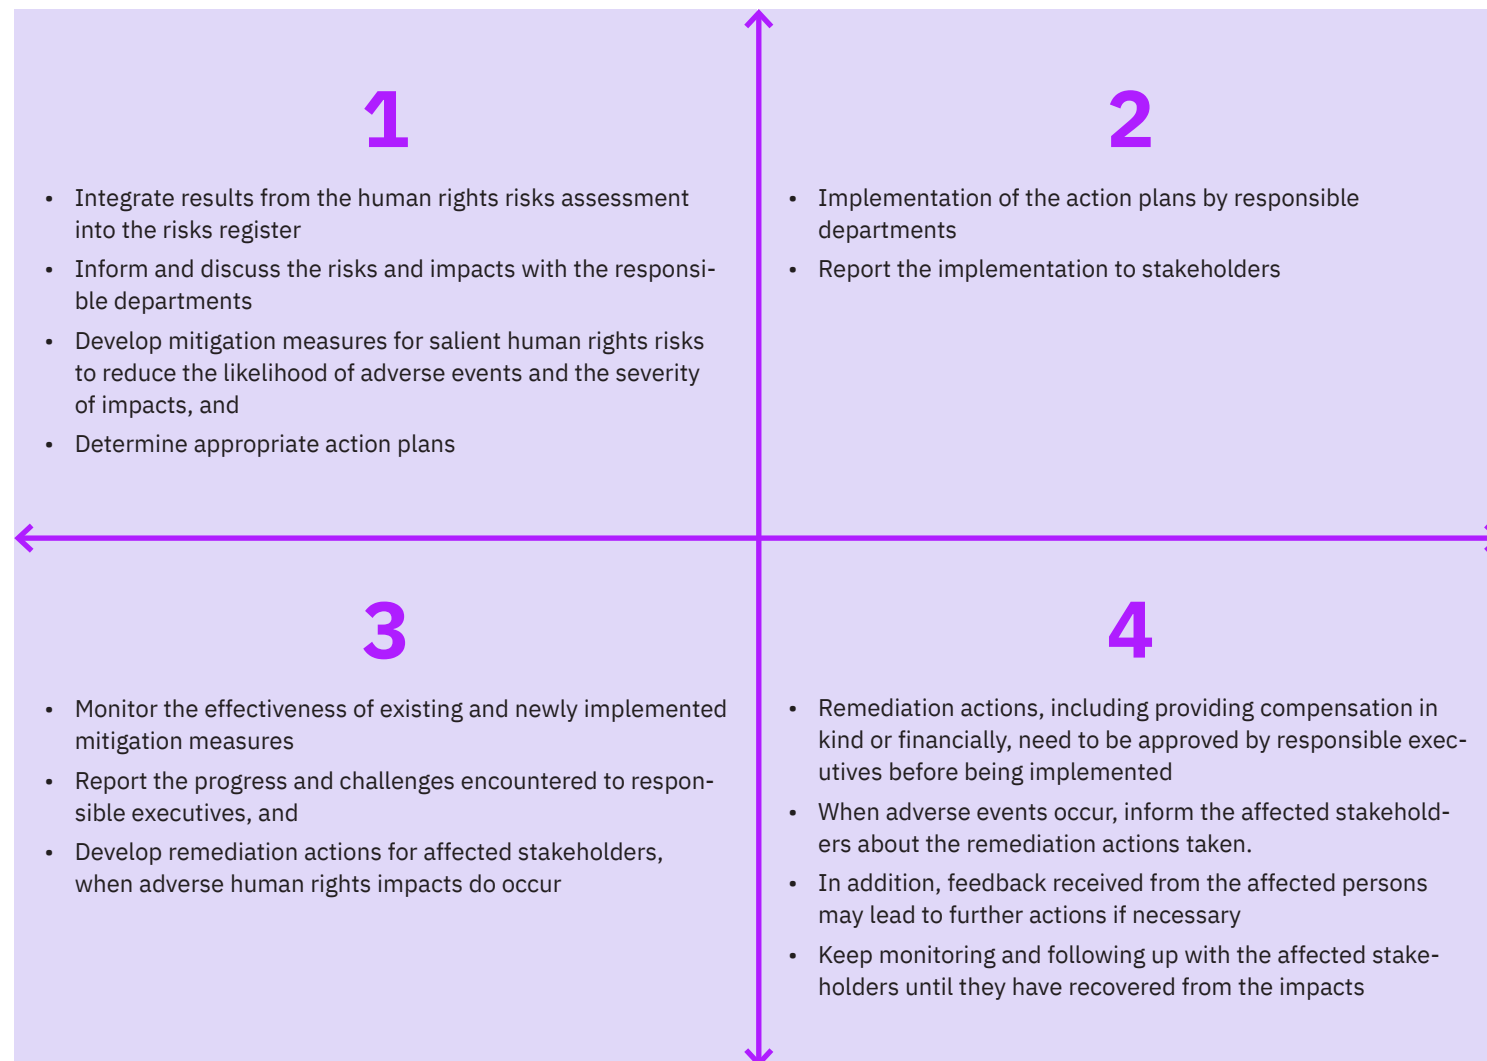 1
• Integrate results from the human rights risks assessment
into the risks register
• Inform and discuss the risks and impacts with the responsi-
ble departments
• Develop mitigation measures for salient human rights risks
to reduce the likelihood of adverse events and the severity
of impacts, and
• Determine appropriate action plans
2
• Implementation of the action plans by responsible
departments
• Report the implementation to stakeholders
3
• Monitor the effectiveness of existing and newly implemented
mitigation measures
• Report the progress and challenges encountered to respon-
sible executives, and
• Develop remediation actions for affected stakeholders,
when adverse human rights impacts do occur
4
• Remediation actions, including providing compensation in
kind or financially, need to be approved by responsible exec-
utives before being implemented
• When adverse events occur, inform the affected stakehold-
ers about the remediation actions taken.
• In addition, feedback received from the affected persons
may lead to further actions if necessary
• Keep monitoring and following up with the affected stake-
holders until they have recovered from the impacts